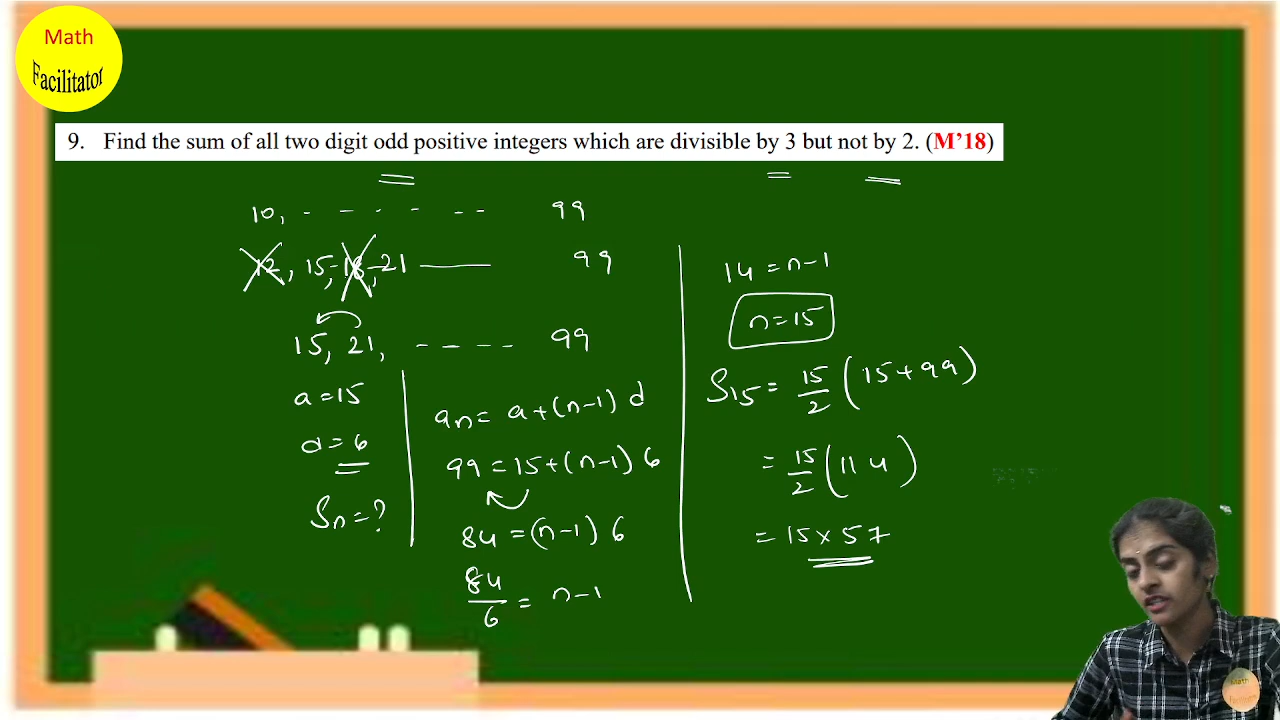 Math
Facilitator
9. Find the sum of all two digit odd positive integers which are divisible by 3 but not by 2. (M’18)
10, - - - - - - 99
12, 15, 18, 21 —— 99
15, 21, - - - - 99
a=15
d=6
Sn=?
an= a+(n-1) d
99=15+(n-1) 6
84=(n-1) 6
84/6 = n-1
14=n-1
n=15
S15= 15/2 (15+99)
= 15/2 (114)
= 15×57
Math